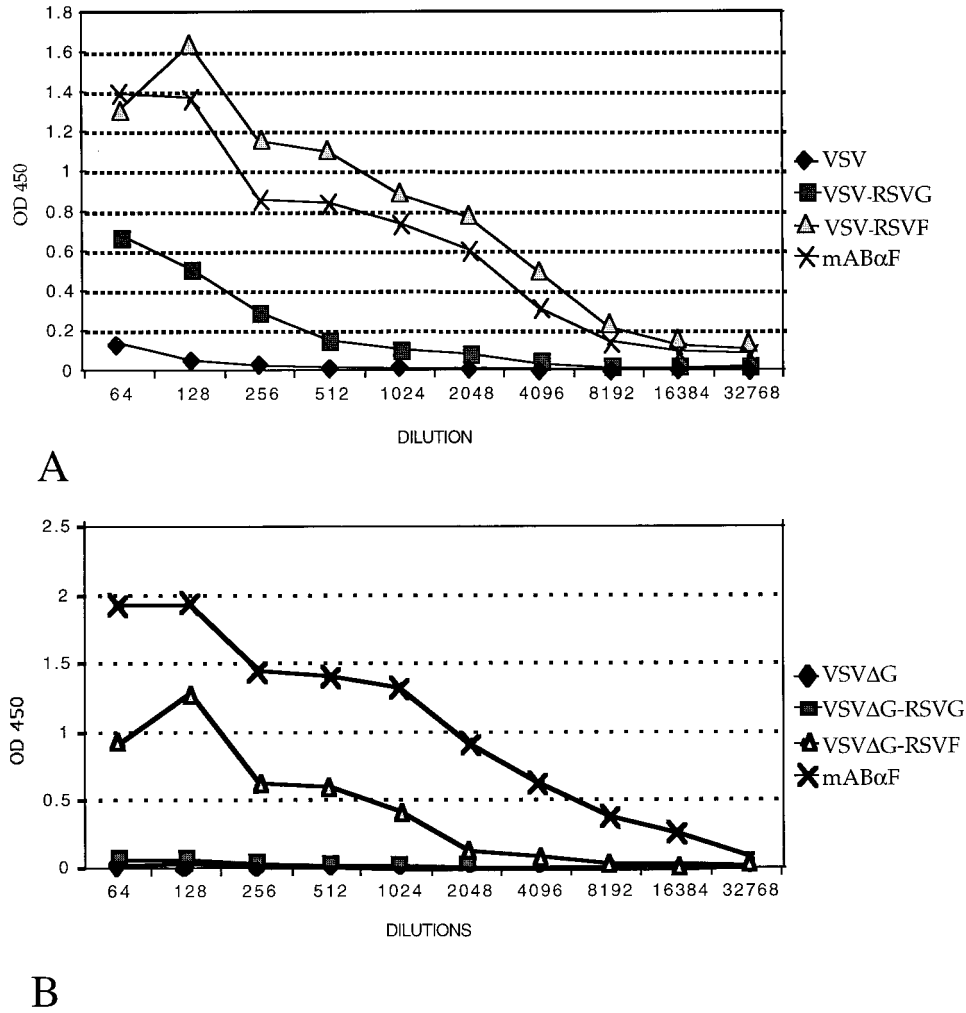 1.8
1.6
1.4
1.2
1
0.8
0.6
0.4
0.2
0
OD 450
64 128 256 512 1024 2048 4096 8192 16384 32768
DILUTION
VSV
VSV-RSVG
VSV-RSVF
mABαF
A
2.5
2
1.5
1
0.5
0
OD 450
64 128 256 512 1024 2048 4096 8192 16384 32768
DILUTIONS
VSVΔG
VSVΔG-RSVG
VSVΔG-RSVF
mABαF
B